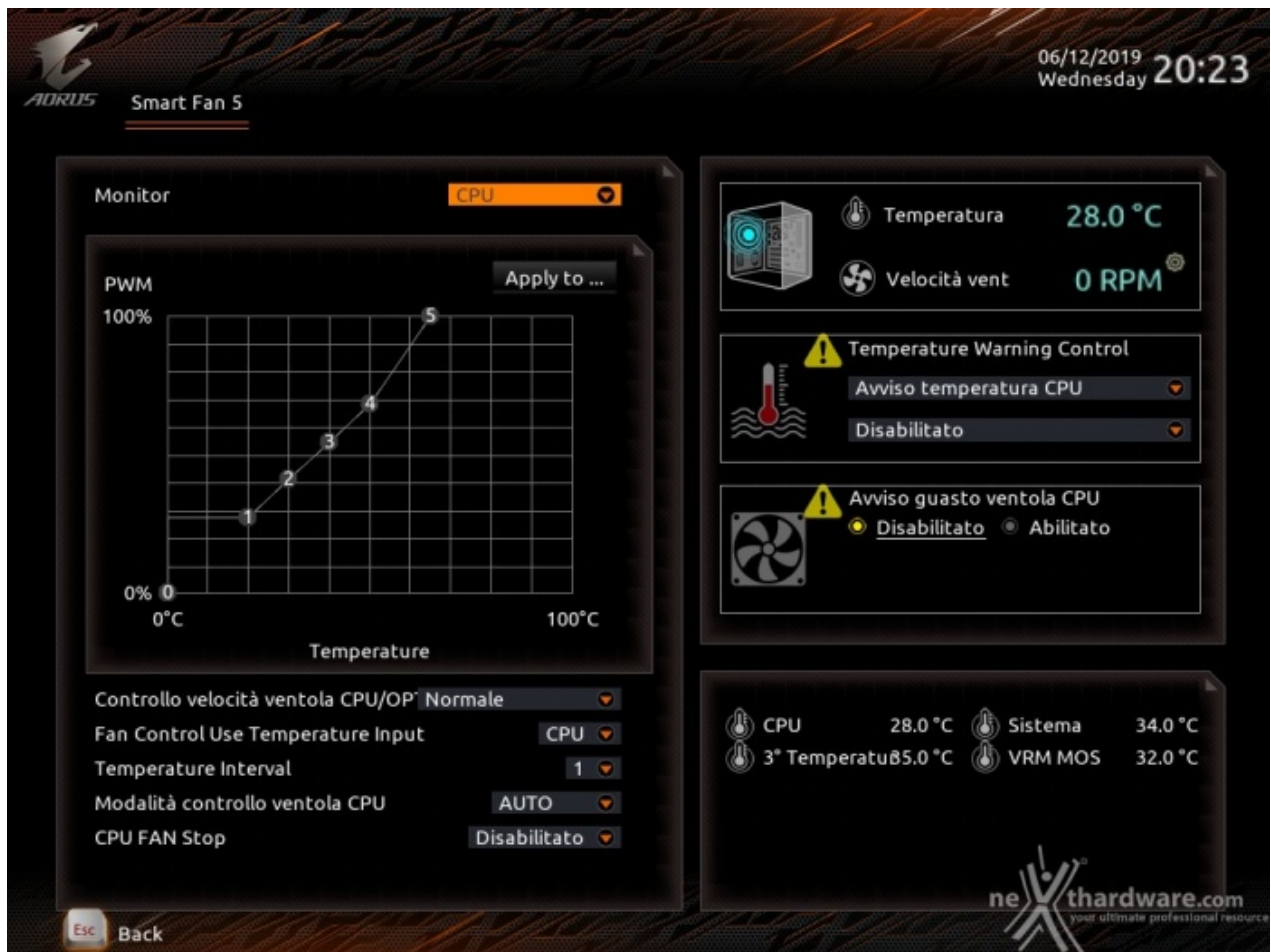 AORUS
Smart Fan 5
06/12/2019
Wednesday
20:23
Monitor
CPU
PWM
Apply to ...
100%
5
4
3
2
1
0% 0
0°C
100°C
Temperature
Controllo velocità ventola CPU/OPT Normale
Fan Control Use Temperature Input CPU
Temperature Interval 1
Modalità controllo ventola CPU AUTO
CPU FAN Stop Disabilitato
Temperatura 28.0 °C
Velocità vent 0 RPM
Temperature Warning Control
Avviso temperatura CPU
Disabilitato
Avviso guasto ventola CPU
Disabilitato Abilitato
CPU 28.0 °C Sistema 34.0 °C
3° Temperatu35.0 °C VRM MOS 32.0 °C
Esc Back
nexthardware.com
your ultimate professional resource